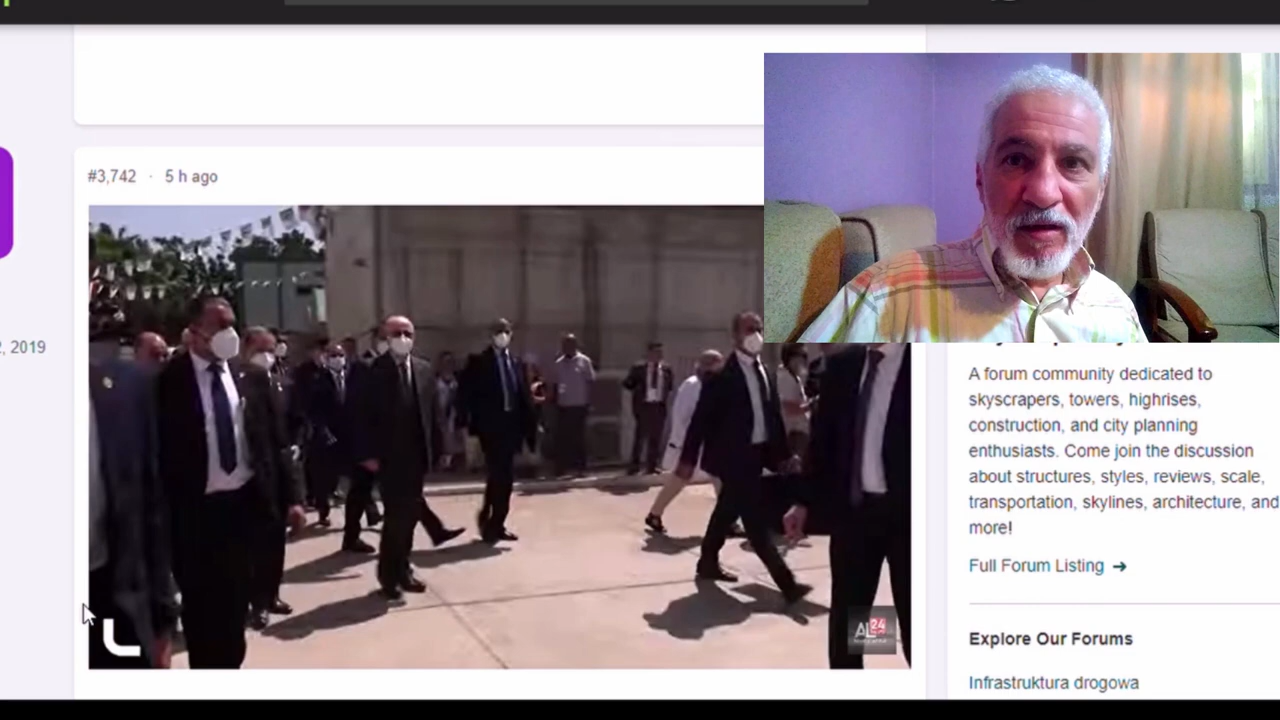 #3,742 · 5 h ago
2, 2019
AL
24
A forum community dedicated to
skyscrapers, towers, highrises,
construction, and city planning
enthusiasts. Come join the discussion
about structures, styles, reviews, scale,
transportation, skylines, architecture, and
more!
Full Forum Listing →
Explore Our Forums
Infrastruktura drogowa